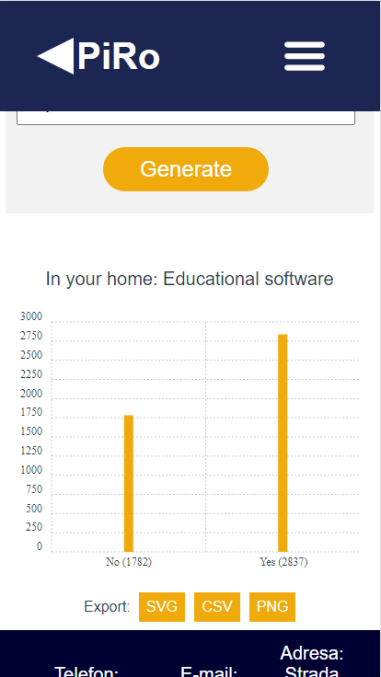 PiRo
Generate
In your home: Educational software
3000
2750
2500
2250
2000
1750
1500
1250
1000
750
500
250
0
No (1782)
Yes (2837)
Export: SVG CSV PNG
Telefon: E-mail: Adresa:
Strada